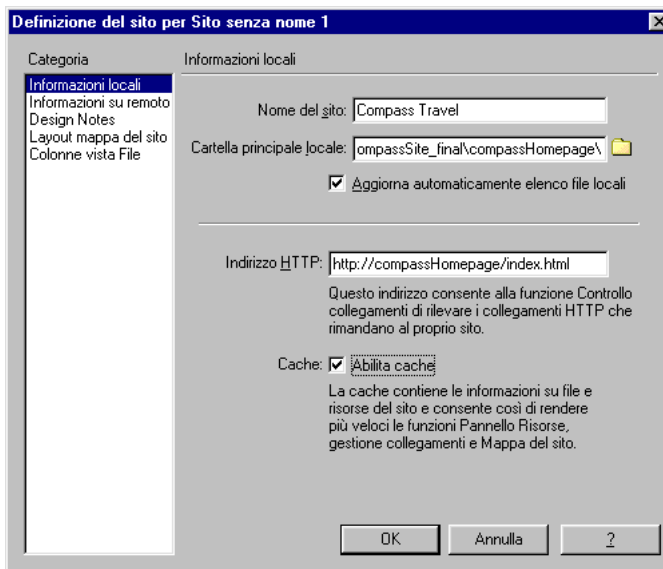 Definizione del sito per Sito senza nome 1
Categoria
Informazioni locali
Informazioni su remoto
Design Notes
Layout mappa del sito
Colonne vista File
Informazioni locali
Nome del sito: Compass Travel
Cartella principale locale: ompassSite_final\compassHomepage\
Aggiorna automaticamente elenco file locali
Indirizzo HTTP: http://compassHomepage/index.html
Questo indirizzo consente alla funzione Controllo
collegamenti di rilevare i collegamenti HTTP che
rimandano al proprio sito.
Cache: Abilita cache
La cache contiene le informazioni su file e
risorse del sito e consente così di rendere
più veloci le funzioni Pannello Risorse,
gestione collegamenti e Mappa del sito.
OK Annulla ?